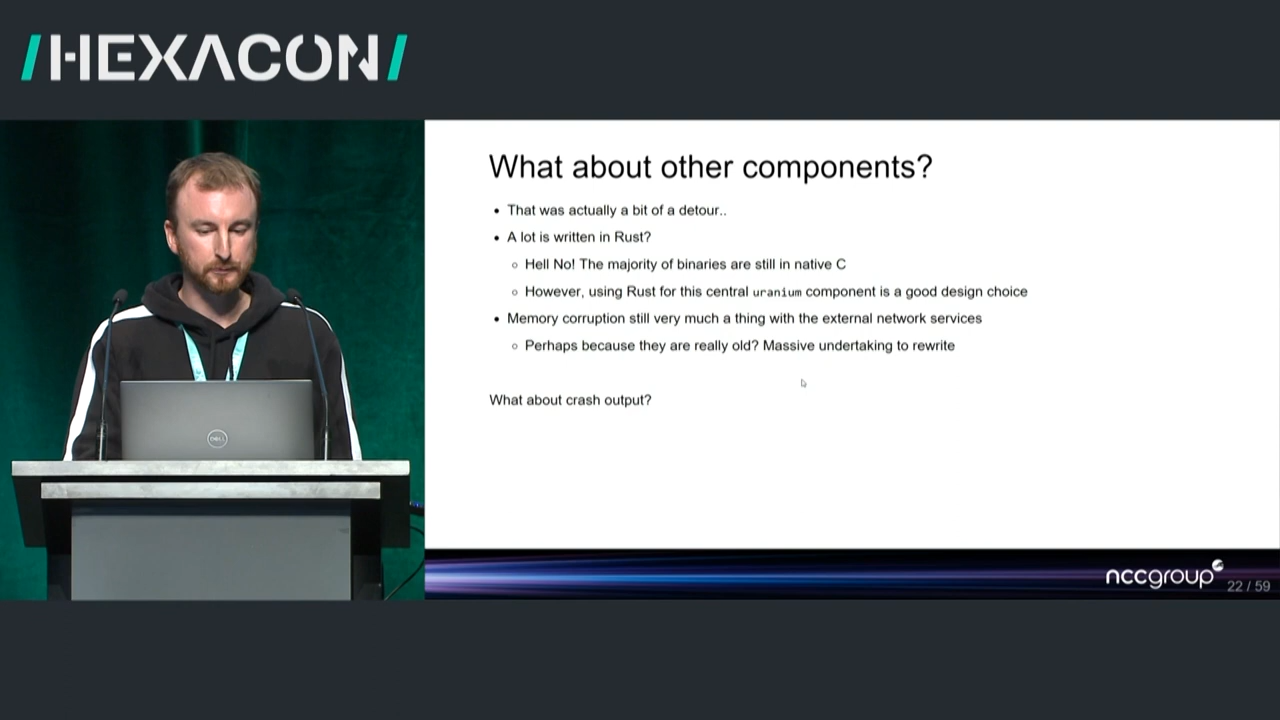 /HEXACON/
What about other components?
• That was actually a bit of a detour..
• A lot is written in Rust?
○ Hell No! The majority of binaries are still in native C
○ However, using Rust for this central uranium component is a good design choice
• Memory corruption still very much a thing with the external network services
○ Perhaps because they are really old? Massive undertaking to rewrite
What about crash output?
DELL
nccgroup
22 / 59